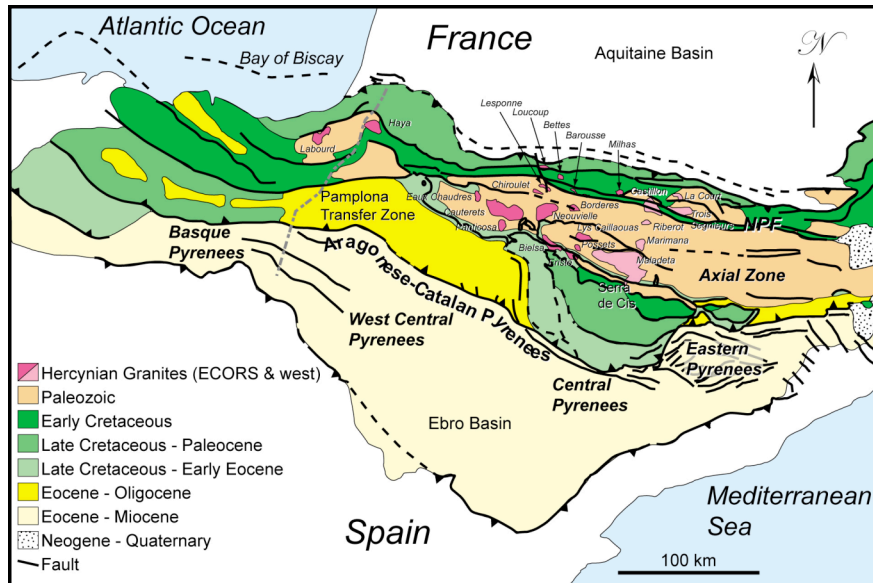 Atlantic Ocean
Bay of Biscay
France
Aquitaine Basin
N
Lesponne
Loucoup
Bettes
Barousse
Milhas
Haya
Labourd
Castillon
La Court
Chiroulet
Eaux Chaudres
Trois
Seigneurs
NPF
Pamplona
Transfer Zone
Borderes
Cauterets
Neouvielle
Riberot
Lys Caillaouas
Panticosa
Marimana
Bielsa
Posets
Maladeta
Axial Zone
Basque
Pyrenees
Aragonese-Catalan Pyrenees
Serra
de Cis
West Central
Pyrenees
Eastern
Pyrenees
Central
Pyrenees
Ebro Basin
Hercynian Granites (ECORS & west)
Paleozoic
Early Cretaceous
Late Cretaceous - Paleocene
Late Cretaceous - Early Eocene
Eocene - Oligocene
Eocene - Miocene
Neogene - Quaternary
Fault
Spain
Mediterranean
Sea
100 km